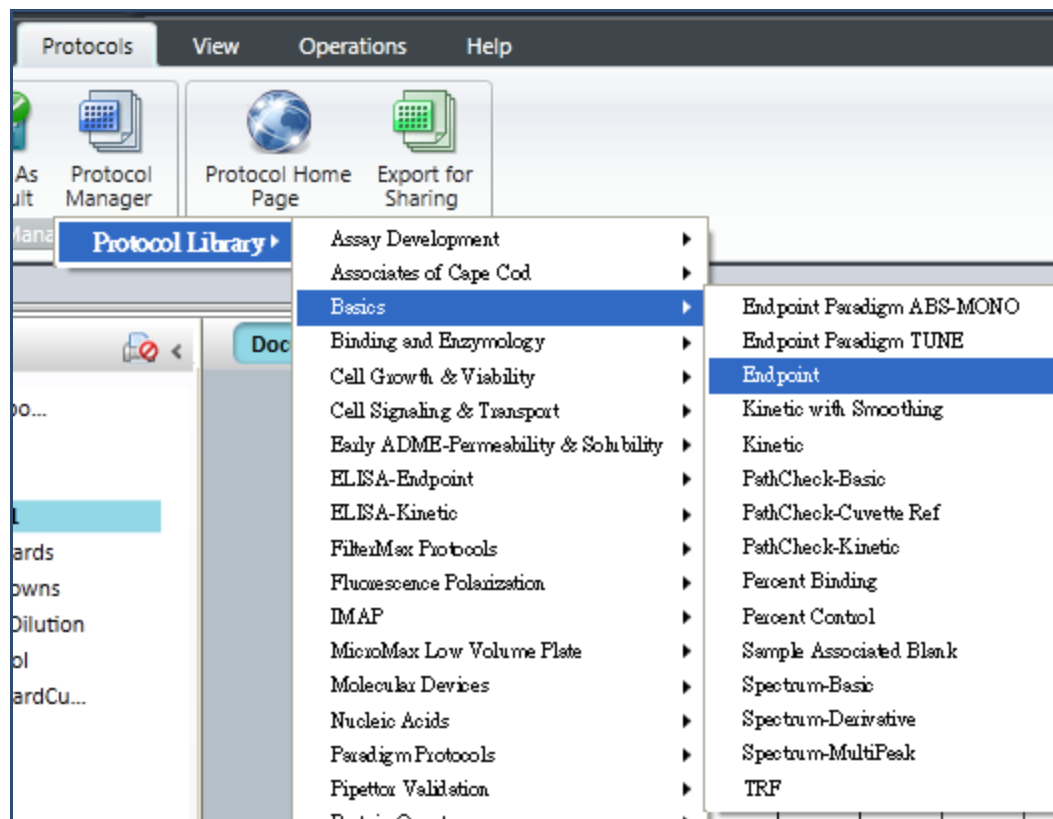 Protocols View Operations Help
As Protocol Protocol Home Export for
ult Manager Page Sharing
Mana
Protocol Library
Assay Development
Associates of Cape Cod
Basics
Binding and Enzymology
Cell Growth & Viability
Cell Signaling & Transport
Early ADME-Permeability & Solubility
ELISA-Endpoint
ELISA-Kinetic
FilterMax Protocols
Fluorescence Polarization
IMAP
MicroMax Low Volume Plate
Molecular Devices
Nucleic Acids
Paradigm Protocols
Pipettor Validation
Endpoint Paradigm ABS-MONO
Endpoint Paradigm TUNE
Endpoint
Kinetic with Smoothing
Kinetic
PathCheck-Basic
PathCheck-Cuvette Ref
PathCheck-Kinetic
Percent Binding
Percent Control
Sample Associated Blank
Spectrum-Basic
Spectrum-Derivative
Spectrum-MultiPeak
TRF
Doc
oo...
1
ards
owns
Dilution
ol
ardCu...